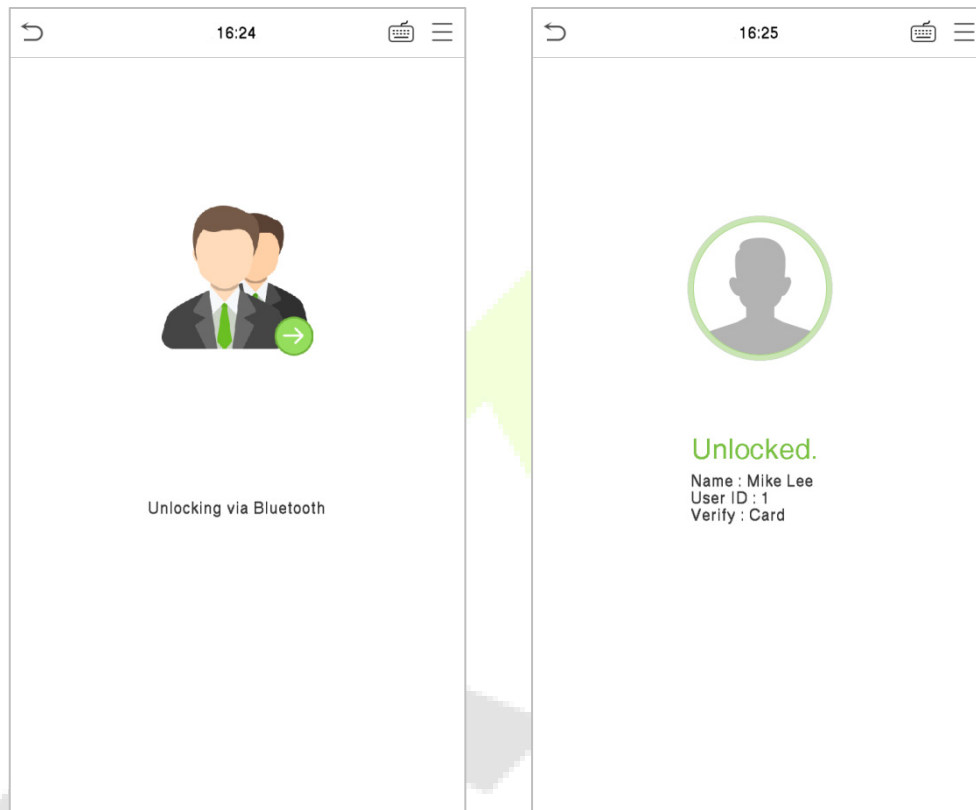 16:24
Unlocking via Bluetooth
16:25
Unlocked.
Name : Mike Lee
User ID : 1
Verify : Card